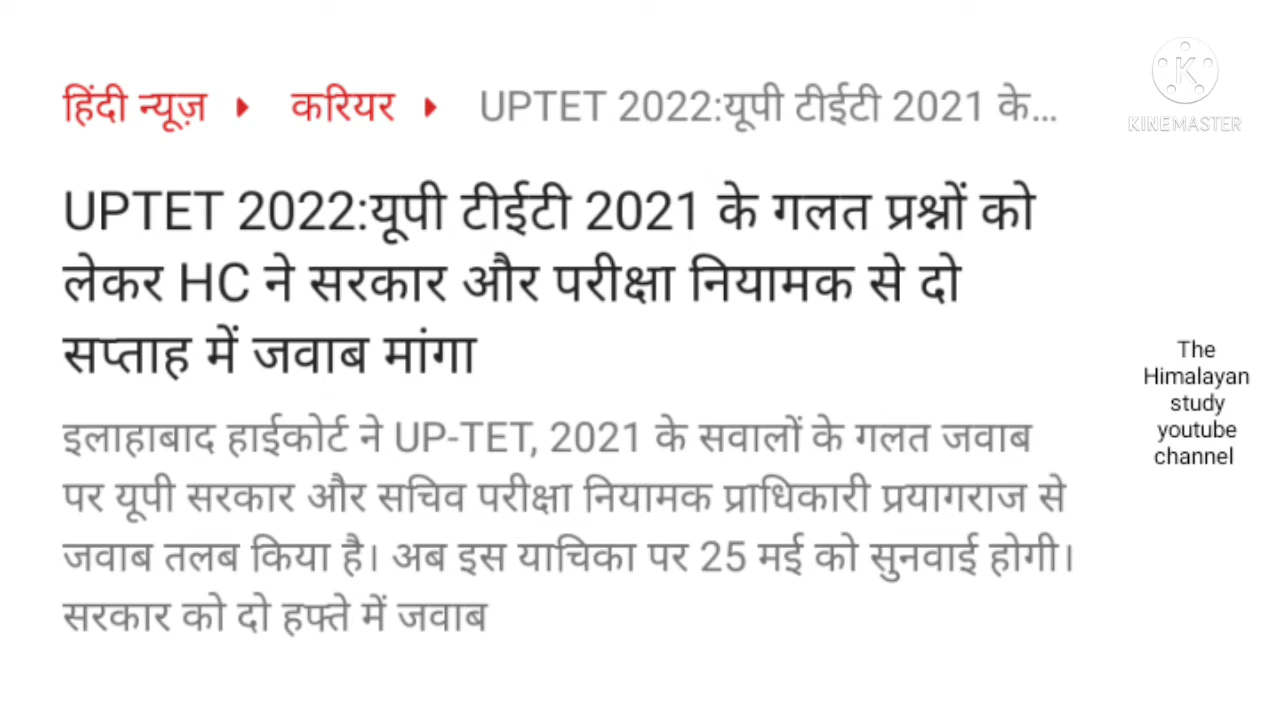 हिंदी न्यूज़ करियर UPTET 2022:यूपी टीईटी 2021 के...
KINEMASTER
UPTET 2022:यूपी टीईटी 2021 के गलत प्रश्नों को
लेकर HC ने सरकार और परीक्षा नियामक से दो
सप्ताह में जवाब मांगा
इलाहाबाद हाईकोर्ट ने UP-TET, 2021 के सवालों के गलत जवाब
पर यूपी सरकार और सचिव परीक्षा नियामक प्राधिकारी प्रयागराज से
जवाब तलब किया है। अब इस याचिका पर 25 मई को सुनवाई होगी।
सरकार को दो हफ्ते में जवाब
The
Himalayan
study
youtube
channel